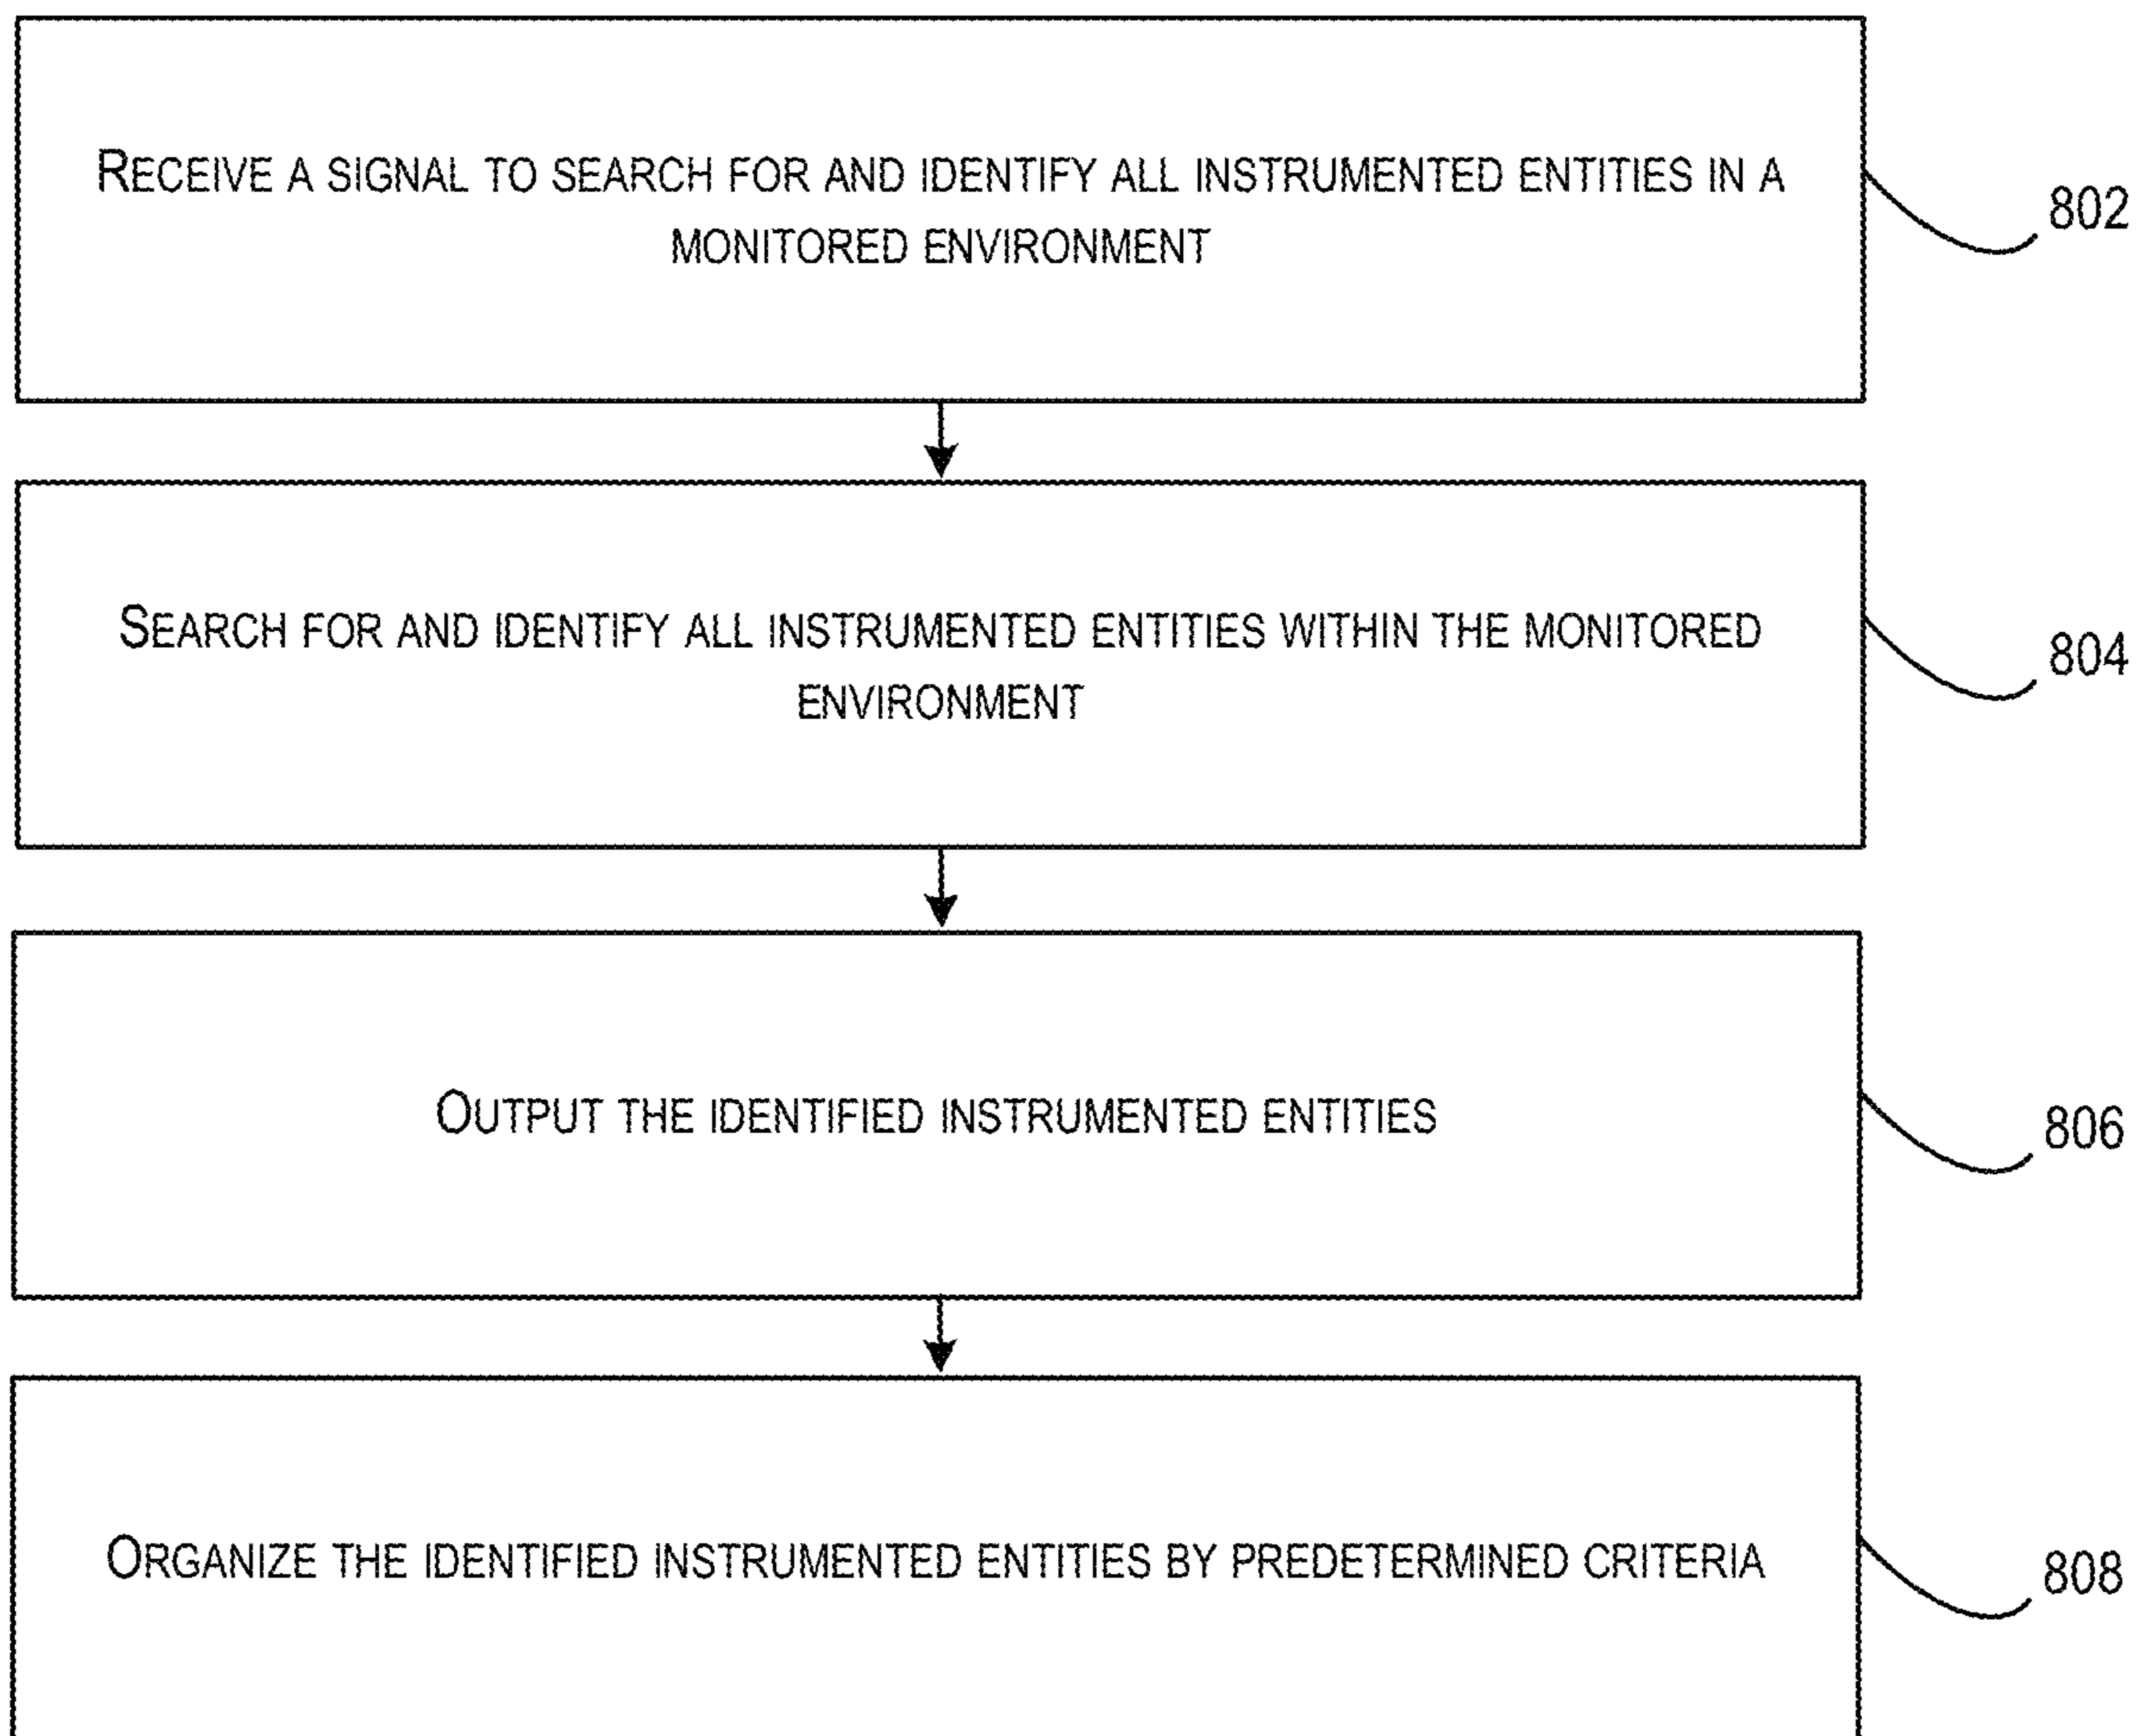 RECEIVE A SIGNAL TO SEARCH FOR AND IDENTIFY ALL INSTRUMENTED ENTITIES IN A
MONITORED ENVIRONMENT
802
SEARCH FOR AND IDENTIFY ALL INSTRUMENTED ENTITIES WITHIN THE MONITORED
ENVIRONMENT
804
OUTPUT THE IDENTIFIED INSTRUMENTED ENTITIES
806
ORGANIZE THE IDENTIFIED INSTRUMENTED ENTITIES BY PREDETERMINED CRITERIA
808